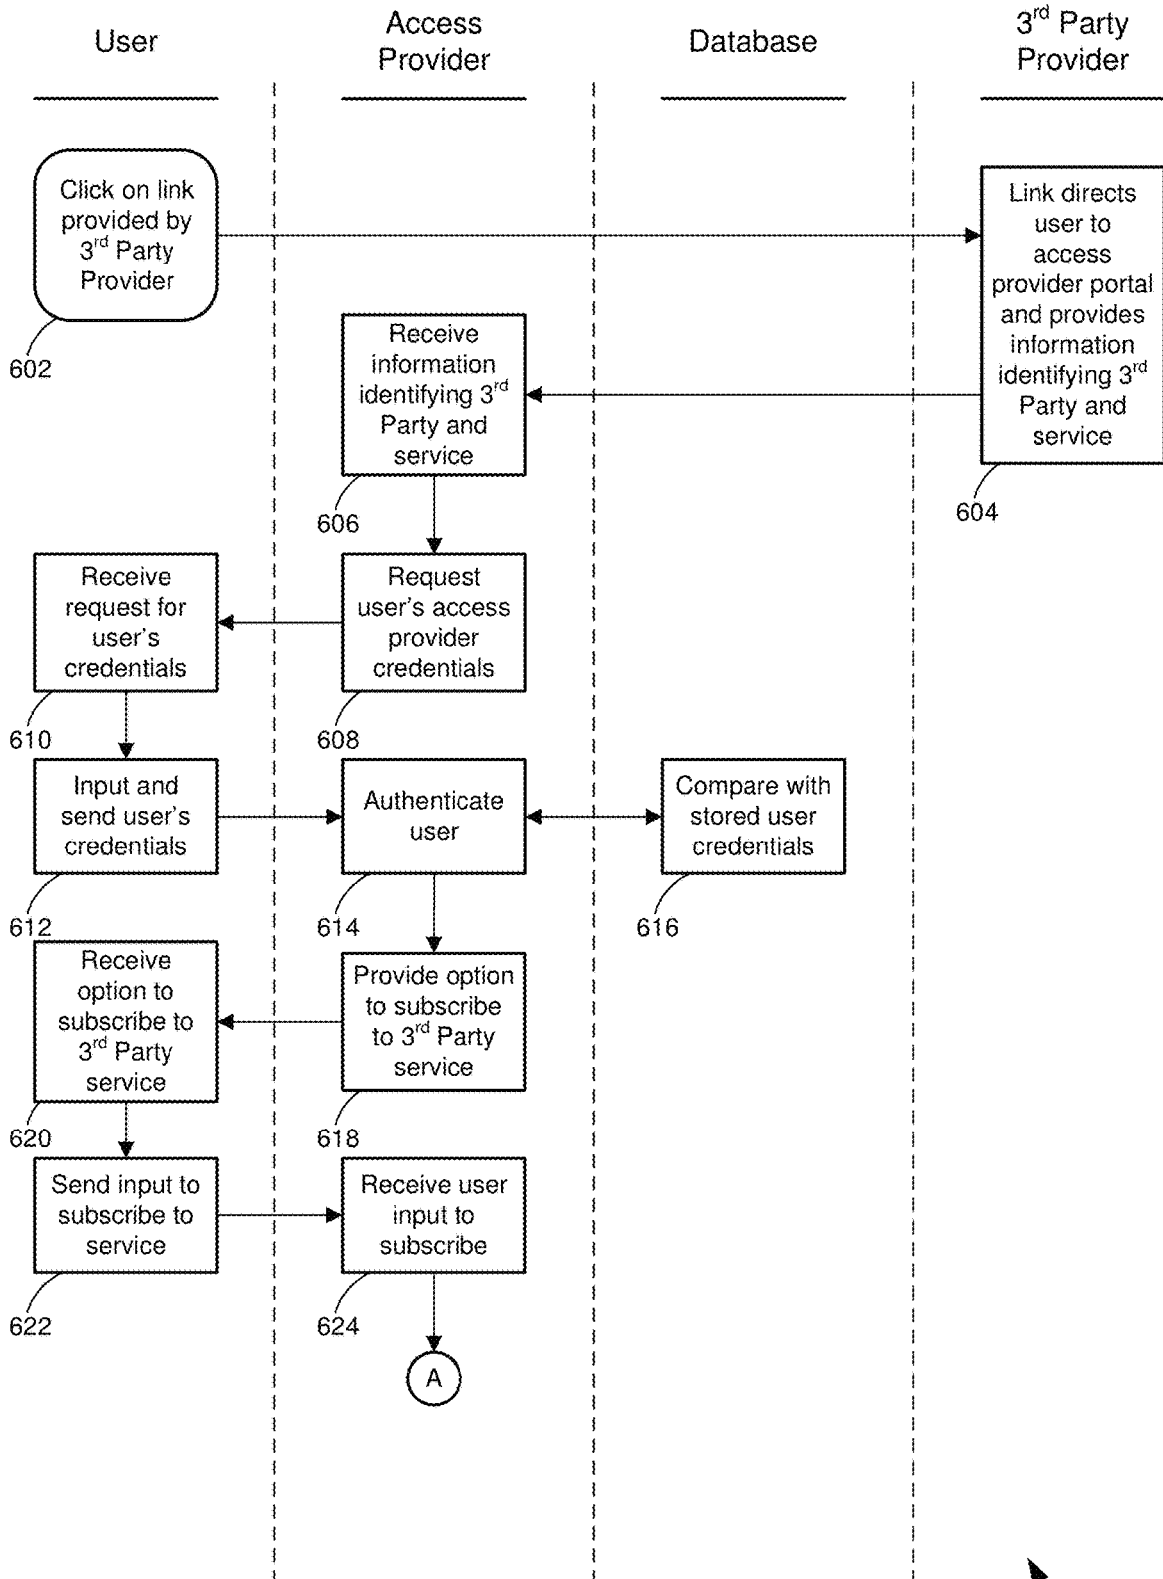 User
Access
Provider
Database
3rd Party
Provider
Click on link
provided by
3rd Party
Provider
602
Link directs
user to
access
provider portal
and provides
information
identifying 3rd
Party and
service
604
Receive
information
identifying 3rd
Party and
service
606
Request
user's access
provider
credentials
608
Receive
request for
user's
credentials
610
Input and
send user's
credentials
612
Authenticate
user
614
Compare with
stored user
credentials
616
Provide option
to subscribe
to 3rd Party
service
618
Receive
option to
subscribe to
3rd Party
service
620
Send input to
subscribe to
service
622
Receive user
input to
subscribe
624
A